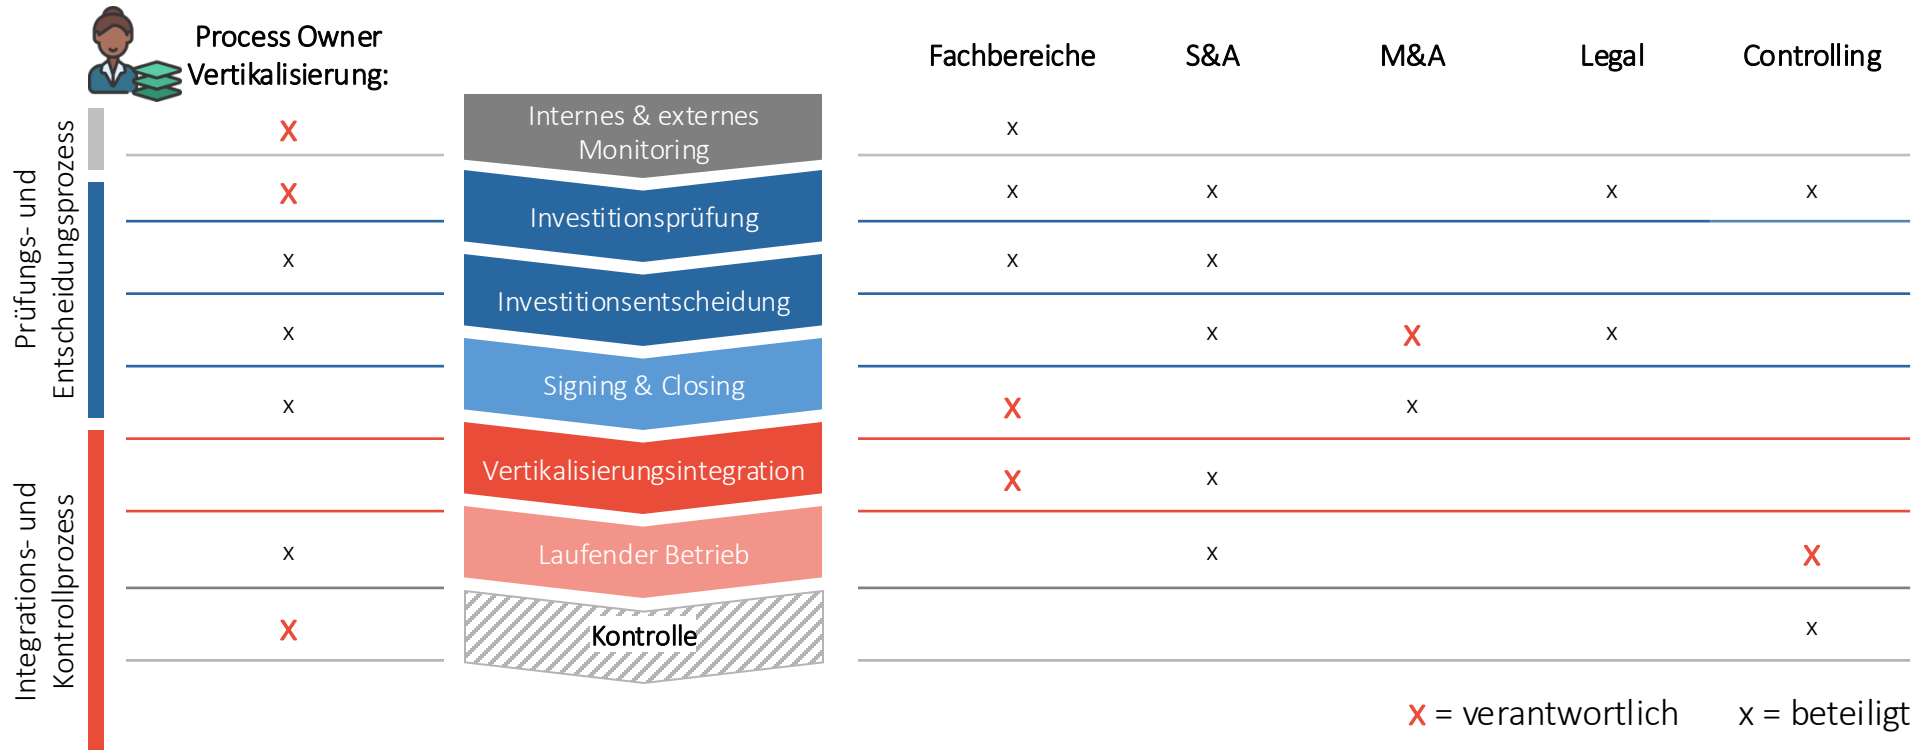 Process Owner
Vertikalisierung:
Fachbereiche S&A M&A Legal Controlling
Prüfungs- und
Entscheidungsprozess
Integrations- und
Kontrollprozess
x Internes & externes
Monitoring x
x Investitionsprüfung x x x x
x Investitionsentscheidung x x
x Signing & Closing x x x
x Vertikalisierungsintegration x x
Laufender Betrieb x x
x x x
x Kontrolle x
x = verantwortlich x = beteiligt